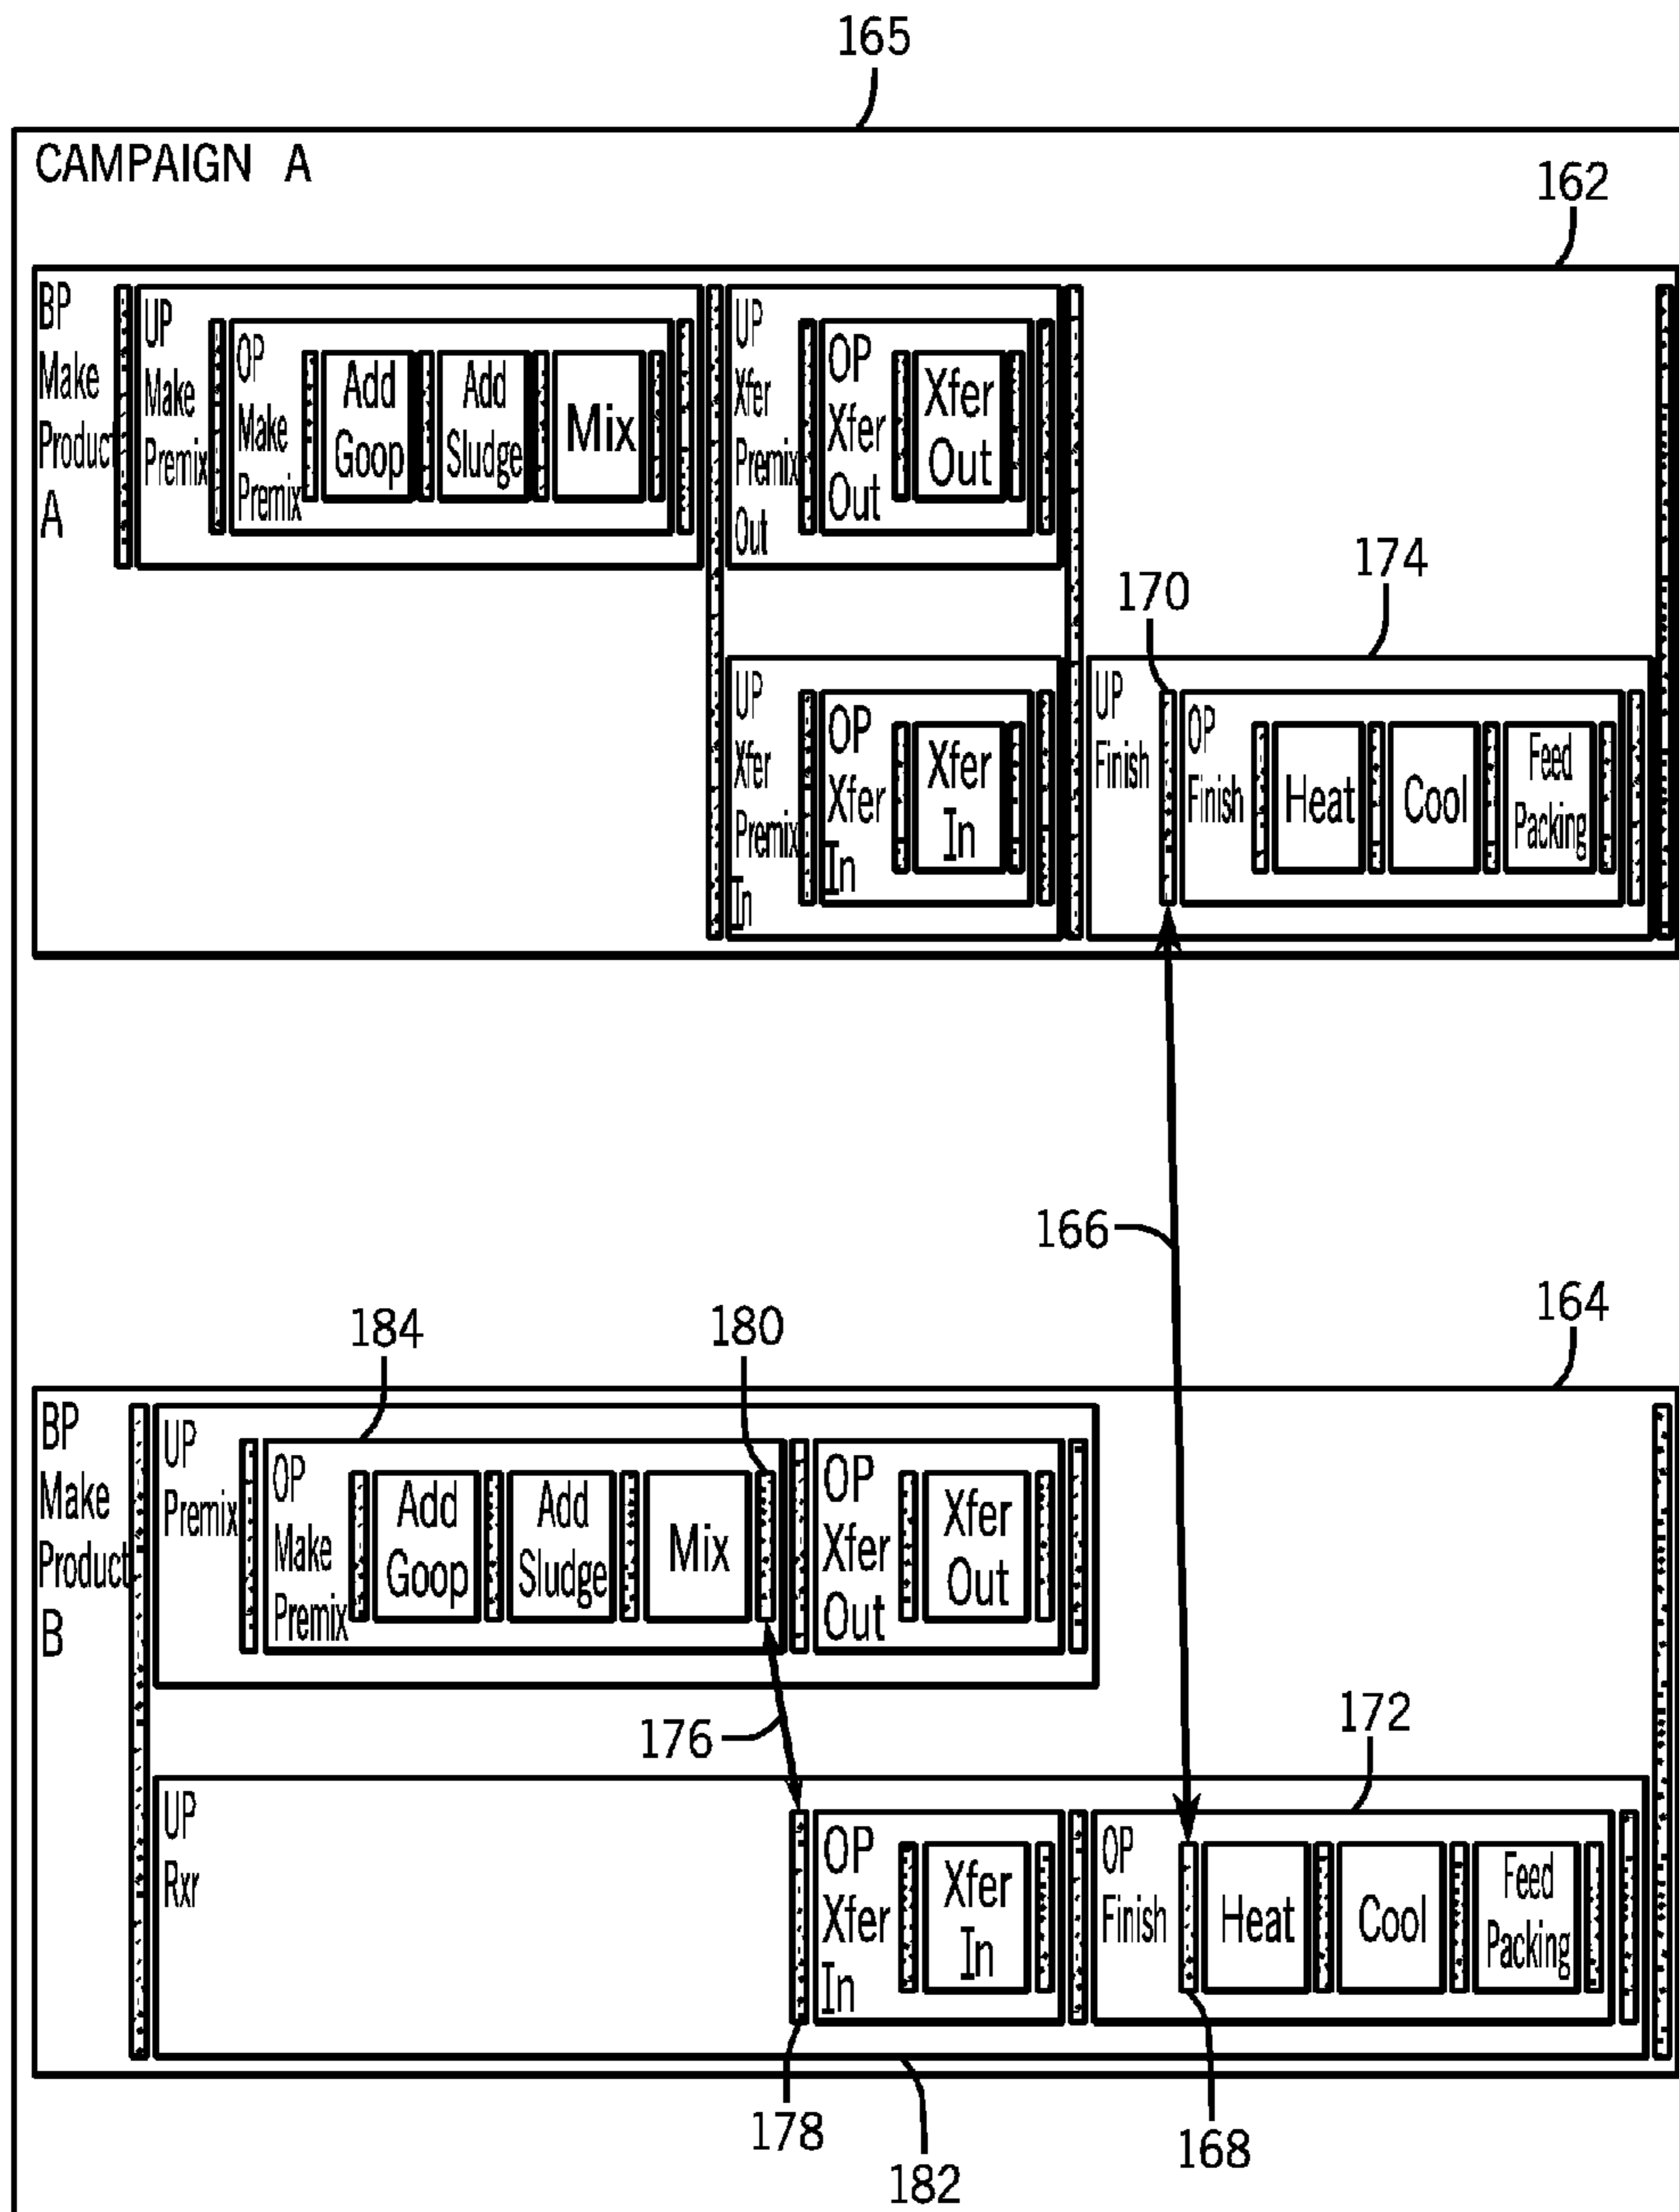 165
CAMPAIGN A
162
BP
Make
Product
A
UP
Make
Premix
OP
Make
Premix
Add
Goop
Add
Sludge
Mix
UP
Xfer
Premix
Out
OP
Xfer
Out
Xfer
Out
UP
Xfer
Premix
In
OP
Xfer
In
Xfer
In
170
174
UP
Finish
OP
Finish
Heat
Cool
Feed
Packing
166
164
184
180
BP
Make
Product
B
UP
Premix
OP
Make
Premix
Add
Goop
Add
Sludge
Mix
OP
Xfer
Out
Xfer
Out
176
172
UP
Rxr
OP
Xfer
In
Xfer
In
OP
Finish
Heat
Cool
Feed
Packing
178
182
168